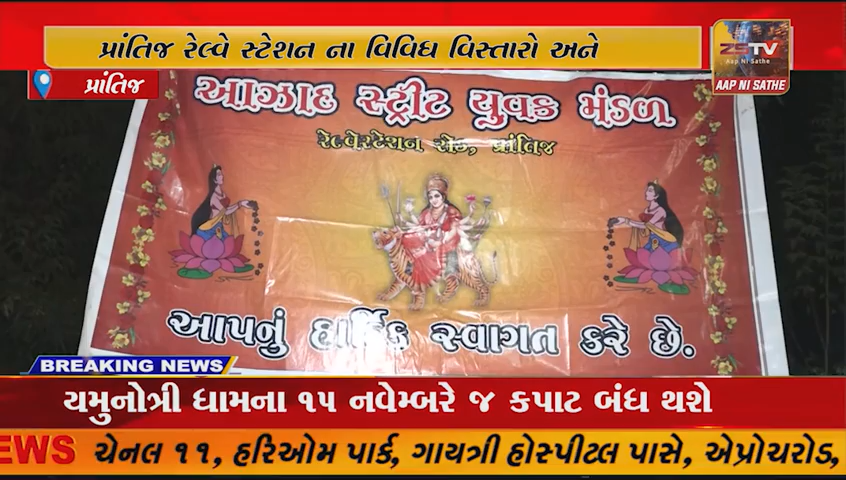 પ્રાંતિજ રેલ્વે સ્ટેશન ના વિવિધ વિસ્તારો અને
25TV
Aap Ni Sathe
AAP NI SATHE
પ્રાંતિજ
આઝાદ સ્ટ્રીટ યુવક મંડળ
રેલ્વેસ્ટેશન રોડ, પ્રાંતિજ
આપનું હાર્દિક સ્વાગત કરે છે.
BREAKING NEWS
યમુનોત્રી ધામના ૧૫ નવેમ્બરે જ કપાટ બંધ થશે
EWS ચેનલ ૧૧, હરિઓમ પાર્ક, ગાયત્રી હોસ્પીટલ પાસે, એપ્રોચરોડ,